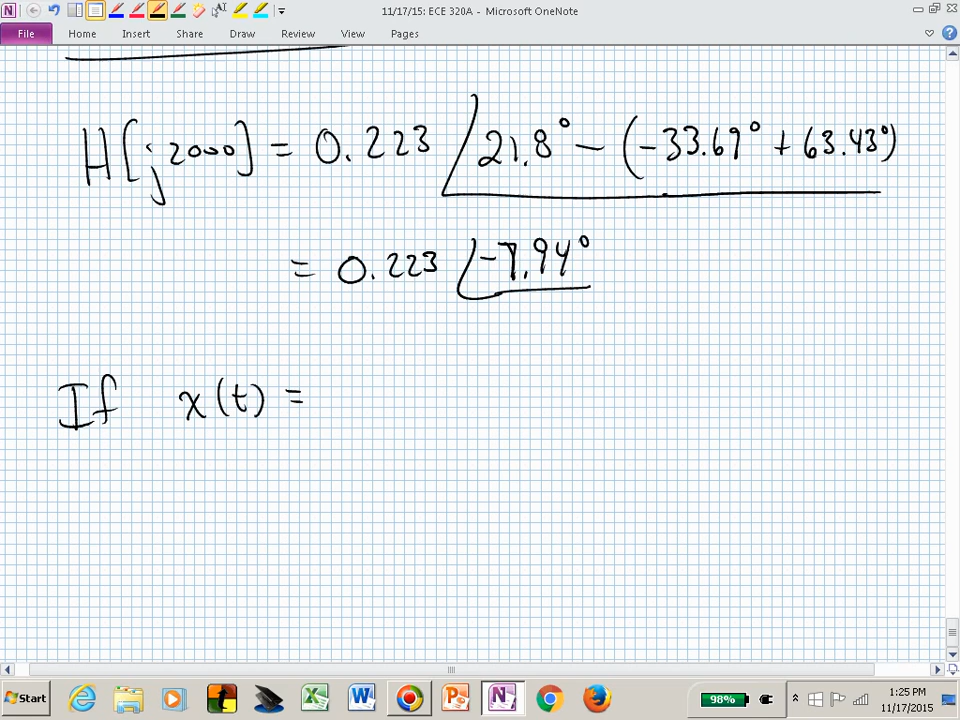 11/17/15: ECE 320A - Microsoft OneNote
File Home Insert Share Draw Review View Pages
H[j2000] = 0.223 ∠21.8° - (-33.69° + 63.43°)
= 0.223 ∠-7.94°
If x(t) =
Start 98% 1:25 PM
11/17/2015